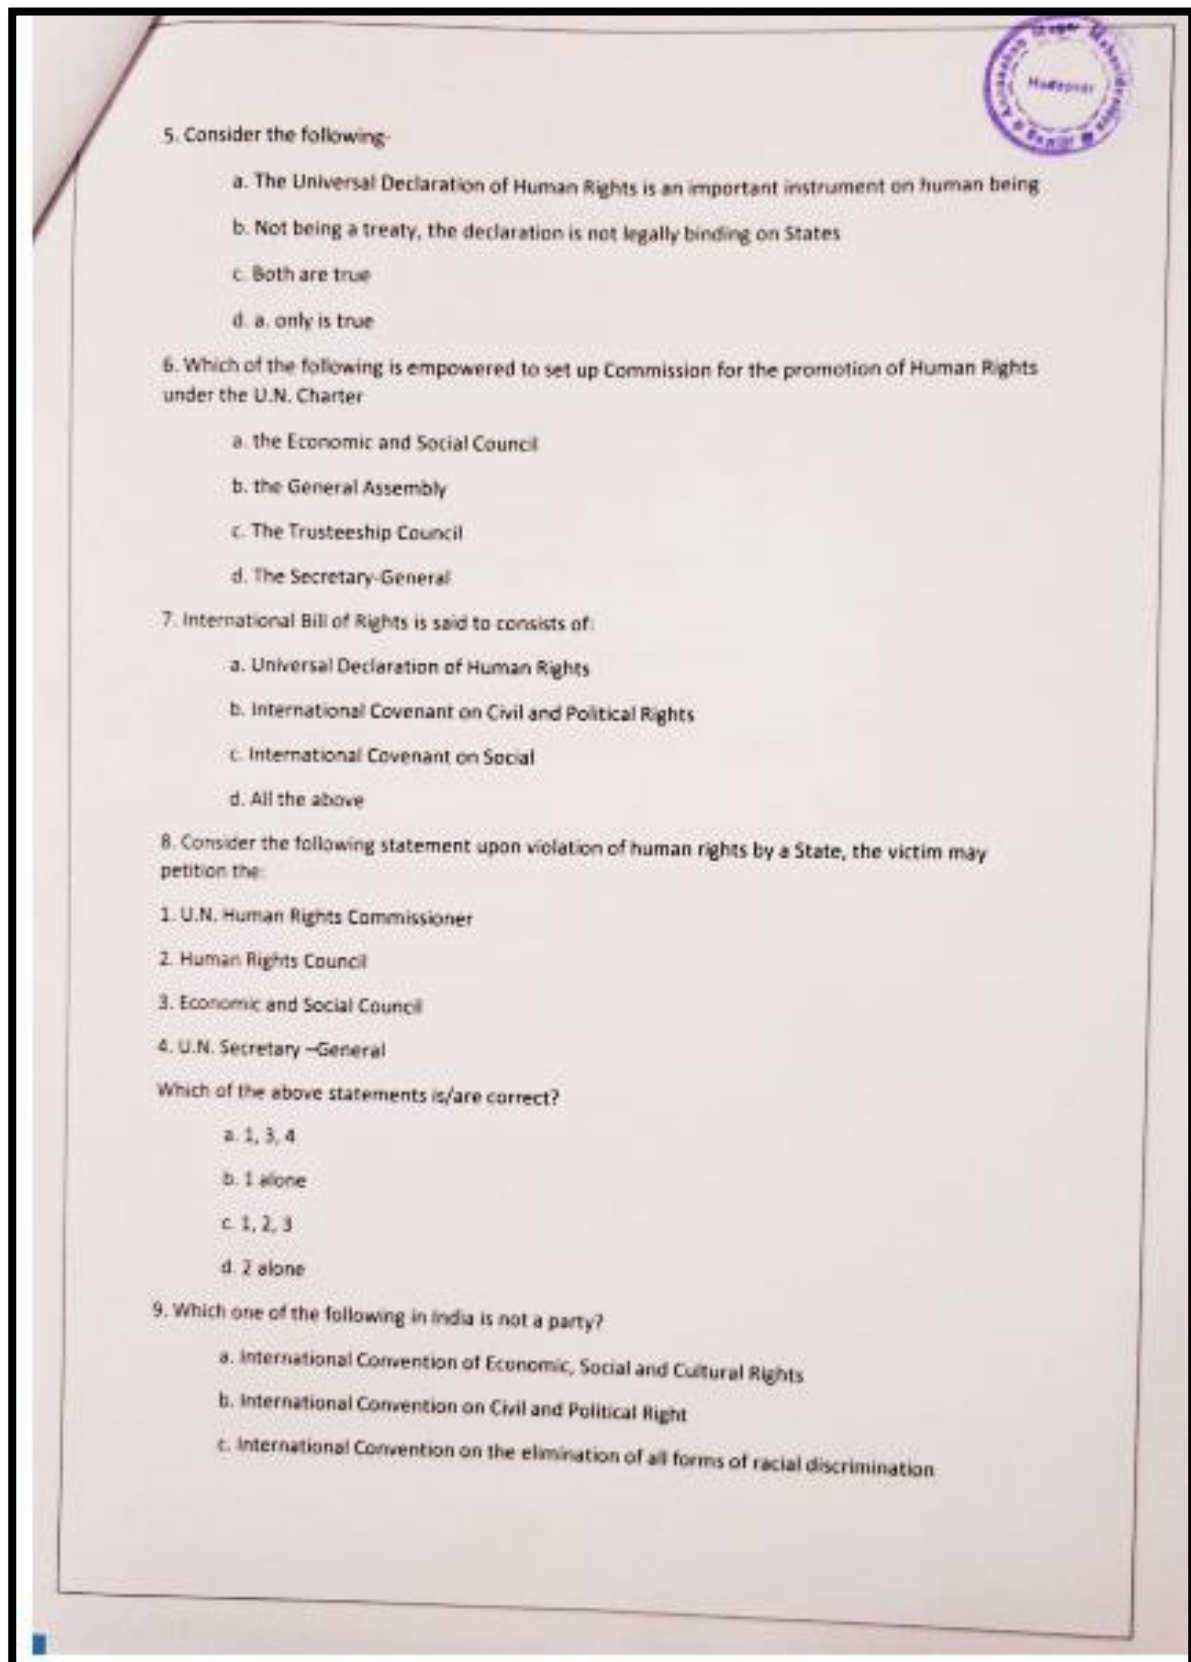 Annasaheb Magar Mahavidyalaya
Hadapsar
5. Consider the following-
a. The Universal Declaration of Human Rights is an important instrument on human being
b. Not being a treaty, the declaration is not legally binding on States
c. Both are true
d. a. only is true
6. Which of the following is empowered to set up Commission for the promotion of Human Rights
under the U.N. Charter
a. the Economic and Social Council
b. the General Assembly
c. The Trusteeship Council
d. The Secretary-General
7. International Bill of Rights is said to consists of:
a. Universal Declaration of Human Rights
b. International Covenant on Civil and Political Rights
c. International Covenant on Social
d. All the above
8. Consider the following statement upon violation of human rights by a State, the victim may
petition the:
1. U.N. Human Rights Commissioner
2. Human Rights Council
3. Economic and Social Council
4. U.N. Secretary –General
Which of the above statements is/are correct?
a. 1, 3, 4
b. 1 alone
c. 1, 2, 3
d. 2 alone
9. Which one of the following in India is not a party?
a. International Convention of Economic, Social and Cultural Rights
b. International Convention on Civil and Political Right
c. International Convention on the elimination of all forms of racial discrimination